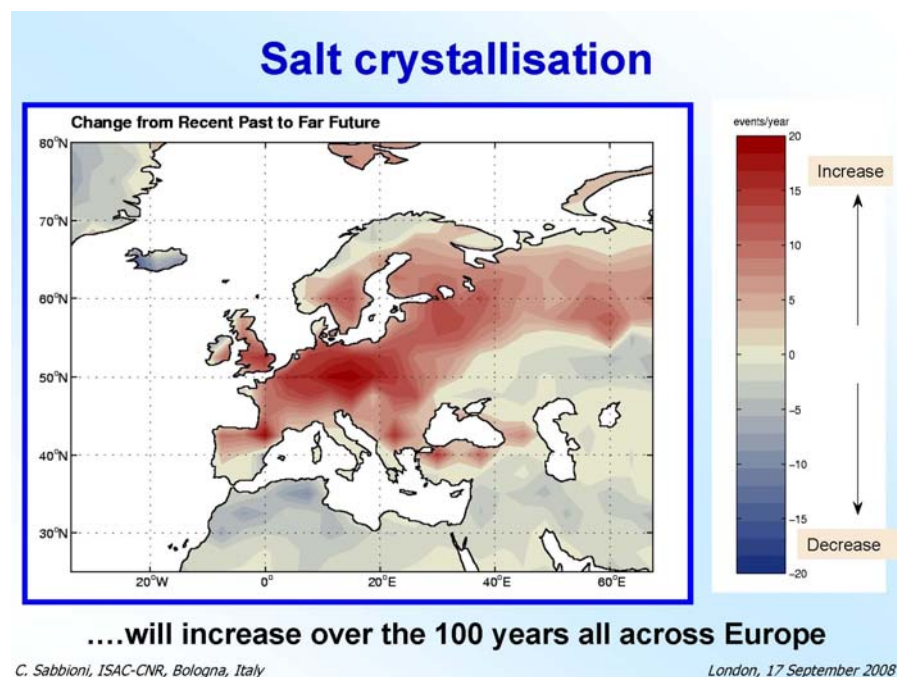 Salt crystallisation
Change from Recent Past to Far Future
80°N
70°N
60°N
50°N
40°N
30°N
20°W
0°
20°E
40°E
60°E
events/year
20
15
10
5
0
−5
−10
−15
−20
Increase
Decrease
....will increase over the 100 years all across Europe
C. Sabbioni, ISAC-CNR, Bologna, Italy
London, 17 September 2008